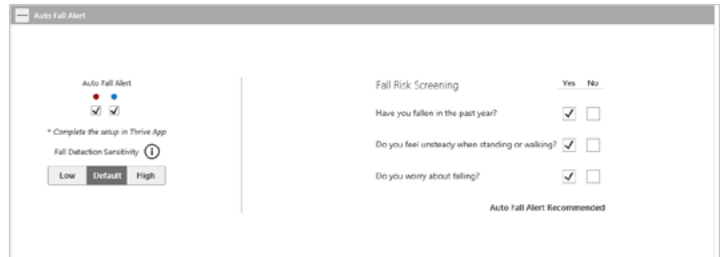 Auto Fall Alert
Auto Fall Alert
* Complete the setup in Thrive App
Fall Detection Sensitivity i
Low Default High
Fall Risk Screening Yes No
Have you fallen in the past year?
Do you feel unsteady when standing or walking?
Do you worry about falling?
Auto Fall Alert Recommended